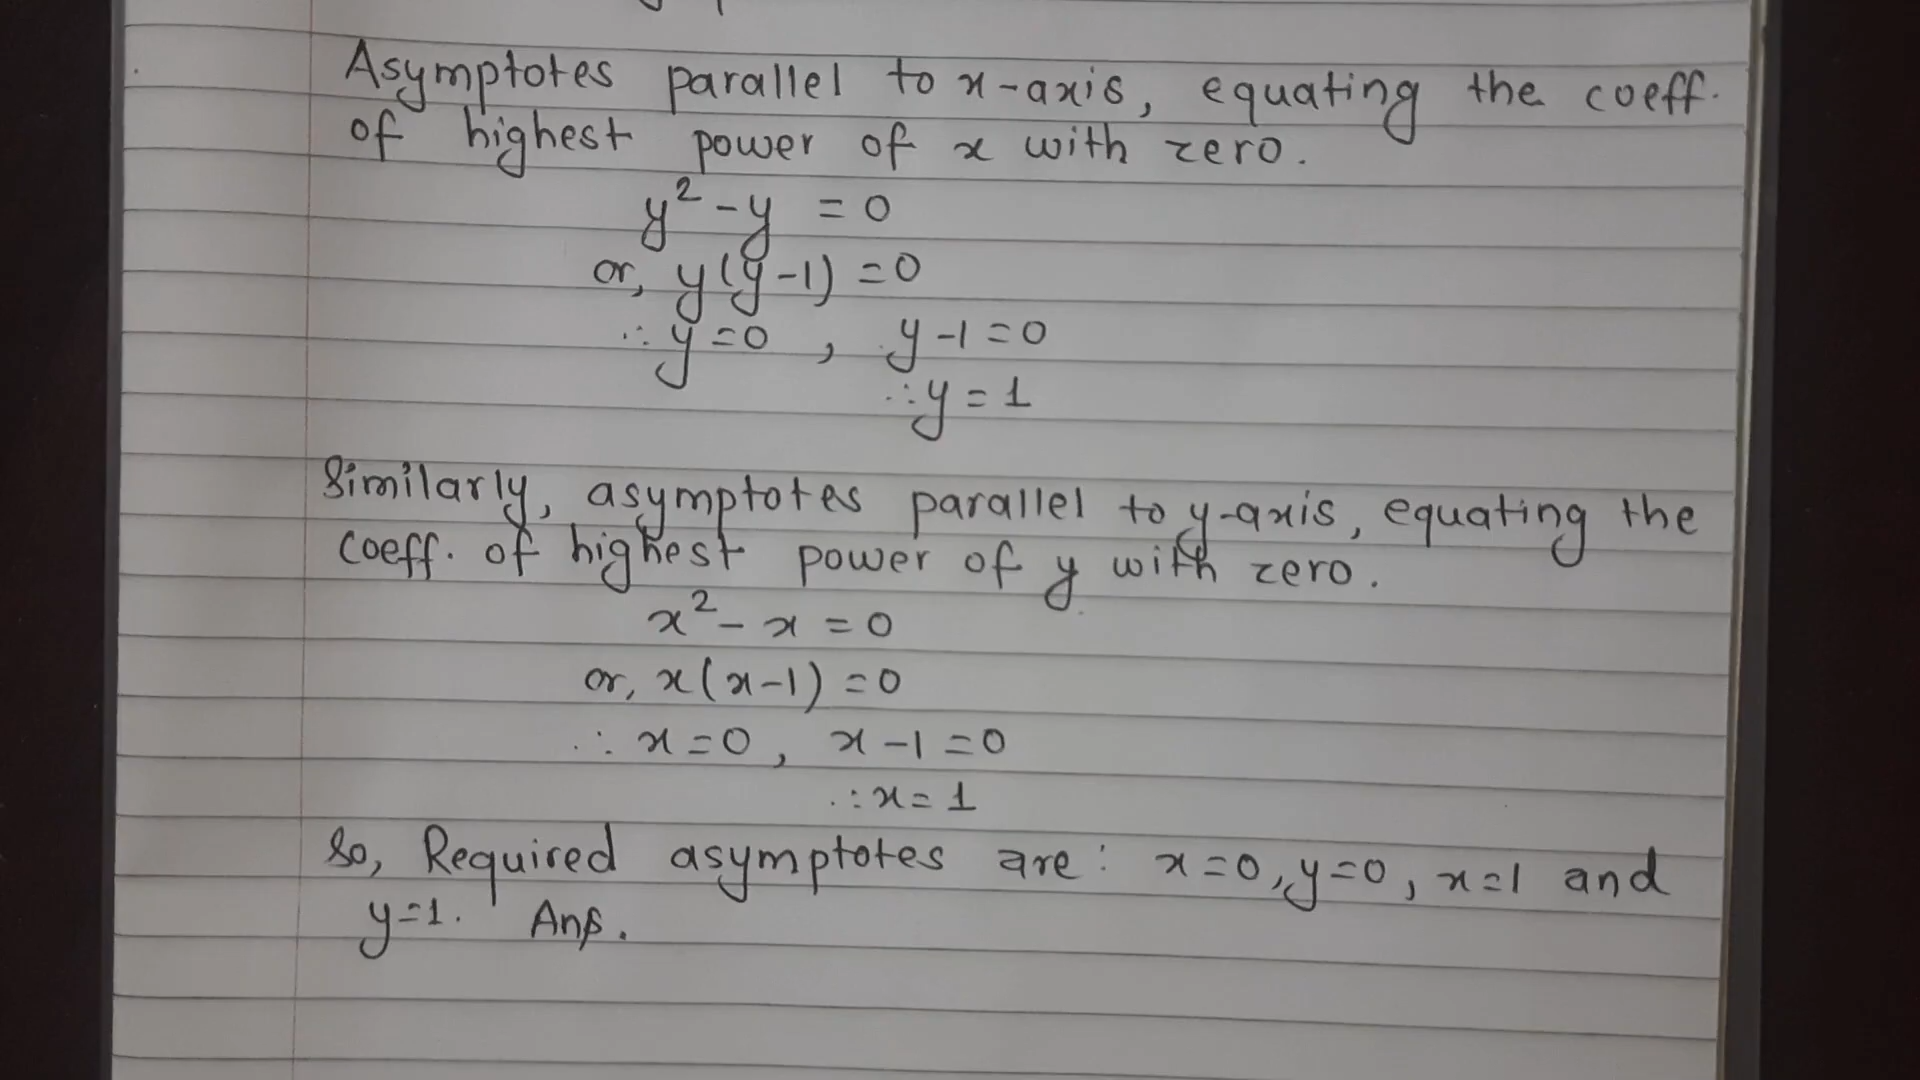 Asymptotes parallel to x-axis, equating the coeff.
of highest power of x with zero.
y² - y = 0
or, y(y-1) = 0
∴ y = 0 , y - 1 = 0
∴ y = 1
Similarly, asymptotes parallel to y-axis, equating the
coeff. of highest power of y with zero.
x² - x = 0
or, x(x-1) = 0
∴ x = 0 , x - 1 = 0
∴ x = 1
So, Required asymptotes are : x=0, y=0, x=1 and
y=1. Ans.